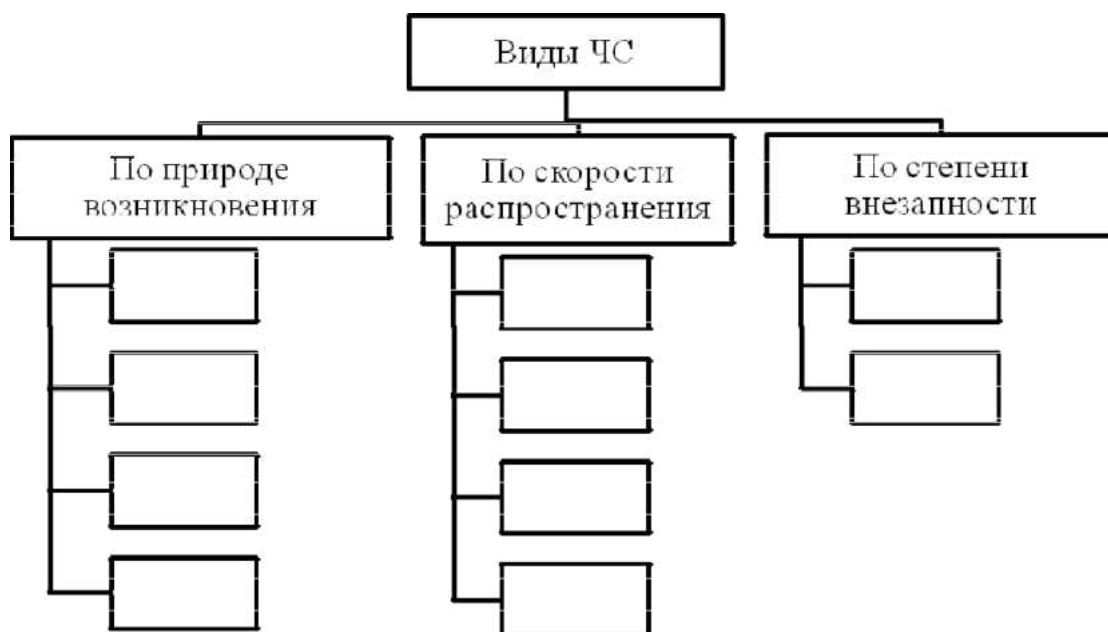 Виды ЧС
По природе
возникновения
По скорости
распространения
По степени
внезапности